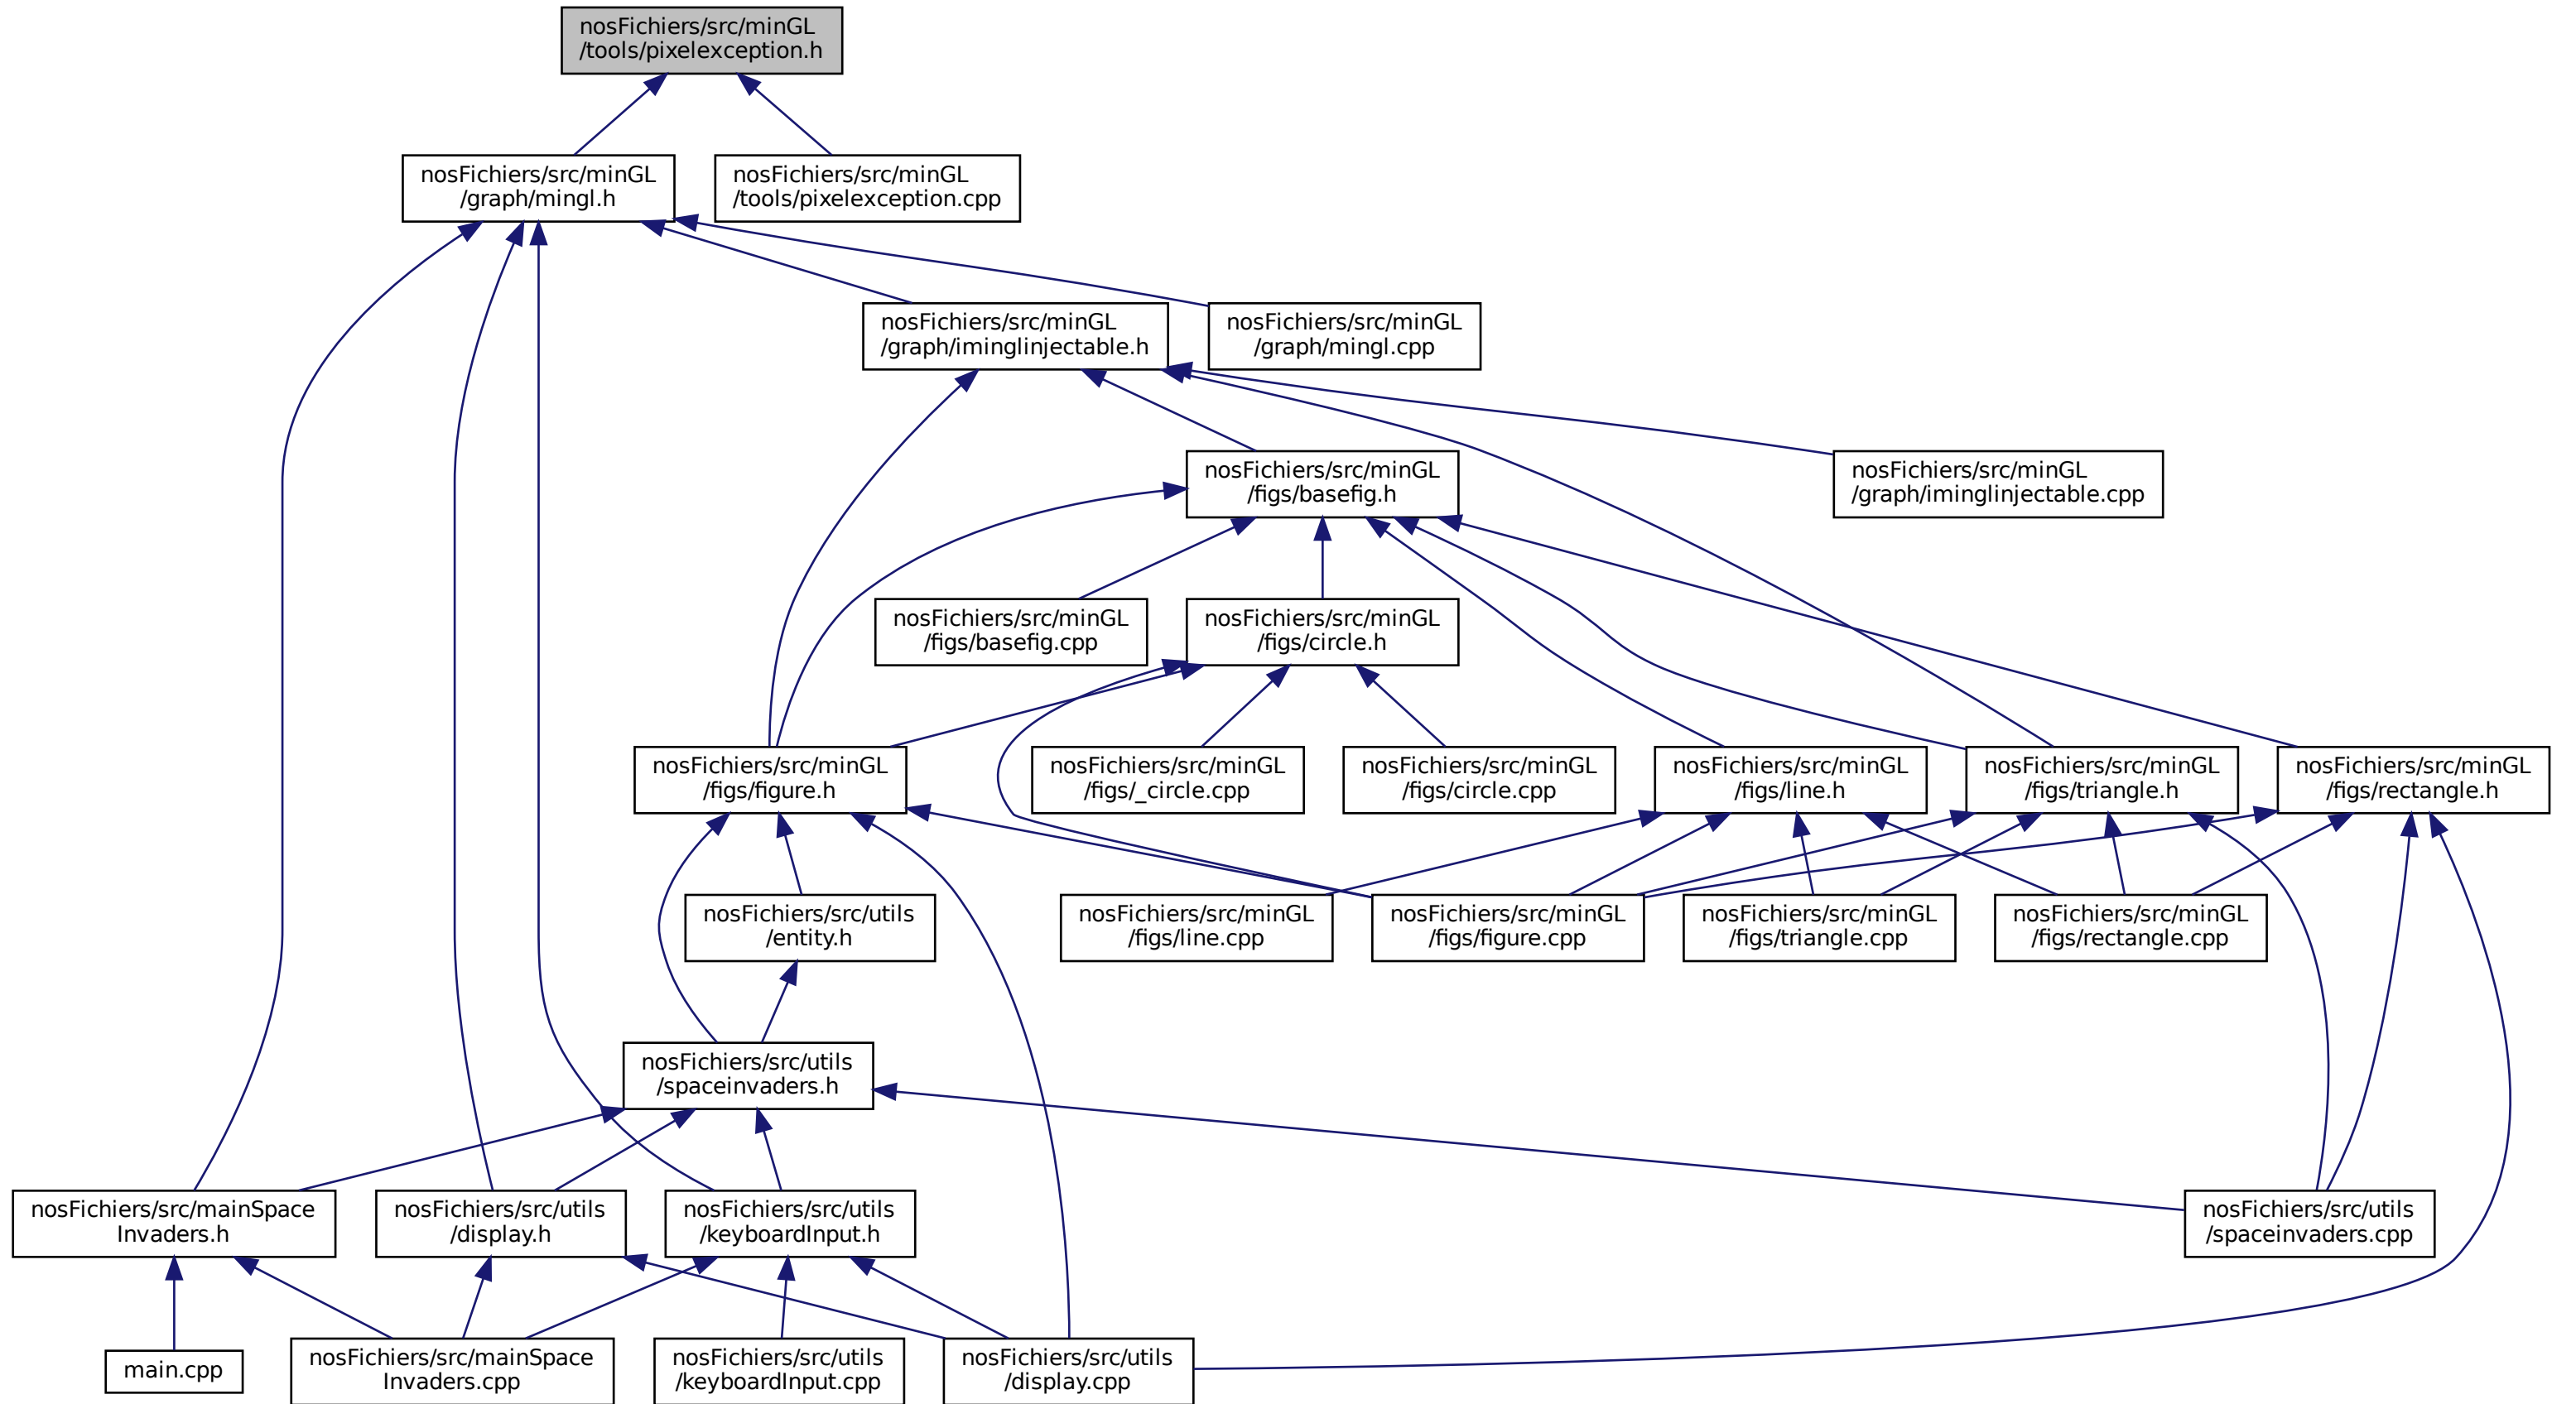 nosFichiers/src/minGL
/tools/pixelexception.h
nosFichiers/src/minGL
/graph/mingl.h
nosFichiers/src/minGL
/tools/pixelexception.cpp
nosFichiers/src/minGL
/graph/iminglinjectable.h
nosFichiers/src/minGL
/graph/mingl.cpp
nosFichiers/src/minGL
/figs/basefig.h
nosFichiers/src/minGL
/graph/iminglinjectable.cpp
nosFichiers/src/minGL
/figs/basefig.cpp
nosFichiers/src/minGL
/figs/circle.h
nosFichiers/src/minGL
/figs/figure.h
nosFichiers/src/minGL
/figs/_circle.cpp
nosFichiers/src/minGL
/figs/circle.cpp
nosFichiers/src/minGL
/figs/line.h
nosFichiers/src/minGL
/figs/triangle.h
nosFichiers/src/minGL
/figs/rectangle.h
nosFichiers/src/utils
/entity.h
nosFichiers/src/minGL
/figs/line.cpp
nosFichiers/src/minGL
/figs/figure.cpp
nosFichiers/src/minGL
/figs/triangle.cpp
nosFichiers/src/minGL
/figs/rectangle.cpp
nosFichiers/src/utils
/spaceinvaders.h
nosFichiers/src/mainSpace
Invaders.h
nosFichiers/src/utils
/display.h
nosFichiers/src/utils
/keyboardInput.h
nosFichiers/src/utils
/spaceinvaders.cpp
main.cpp
nosFichiers/src/mainSpace
Invaders.cpp
nosFichiers/src/utils
/keyboardInput.cpp
nosFichiers/src/utils
/display.cpp